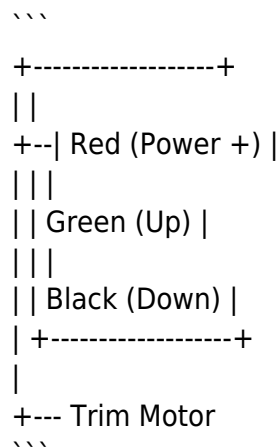 ```
+-------------------+
| |
+--| Red (Power +) |
| | |
| | Green (Up) |
| | |
| | Black (Down) |
| +-------------------+
|
+--- Trim Motor
```